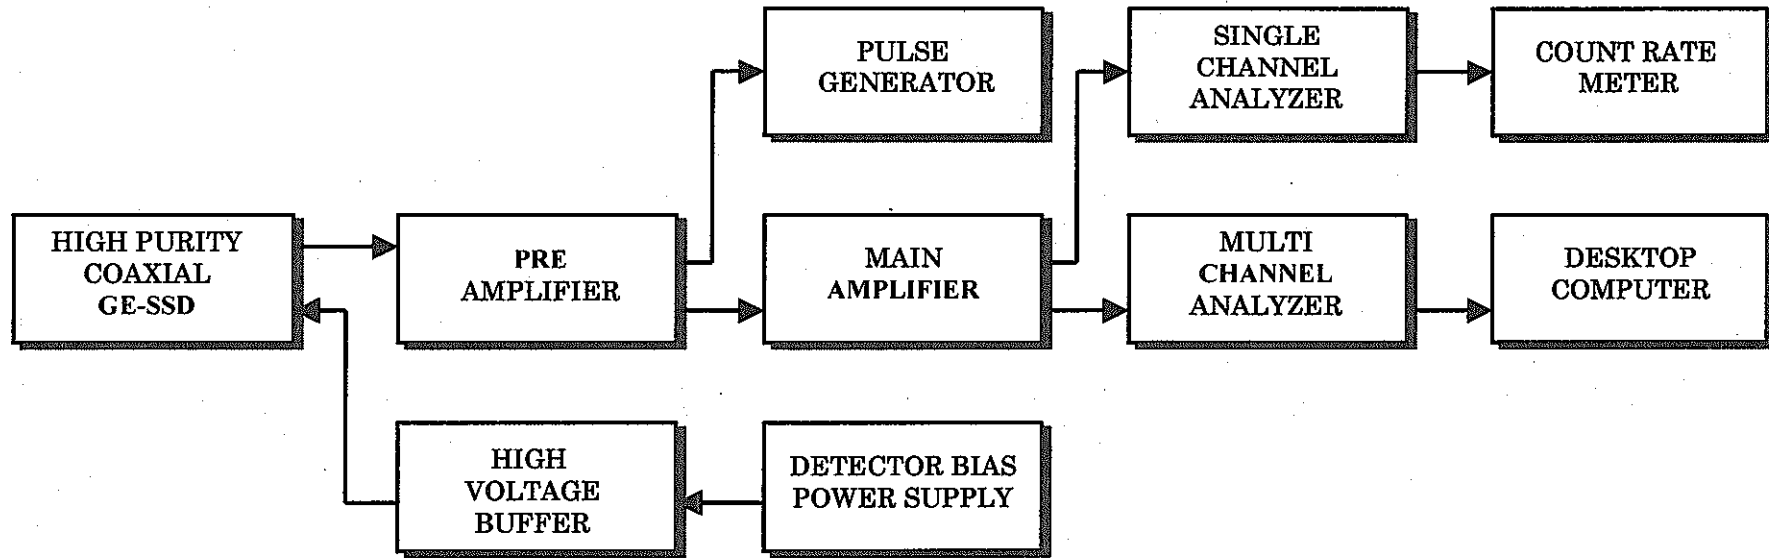 PULSE
GENERATOR
SINGLE
CHANNEL
ANALYZER
COUNT RATE
METER
HIGH PURITY
COAXIAL
GE-SSD
PRE
AMPLIFIER
MAIN
AMPLIFIER
MULTI
CHANNEL
ANALYZER
DESKTOP
COMPUTER
HIGH
VOLTAGE
BUFFER
DETECTOR BIAS
POWER SUPPLY